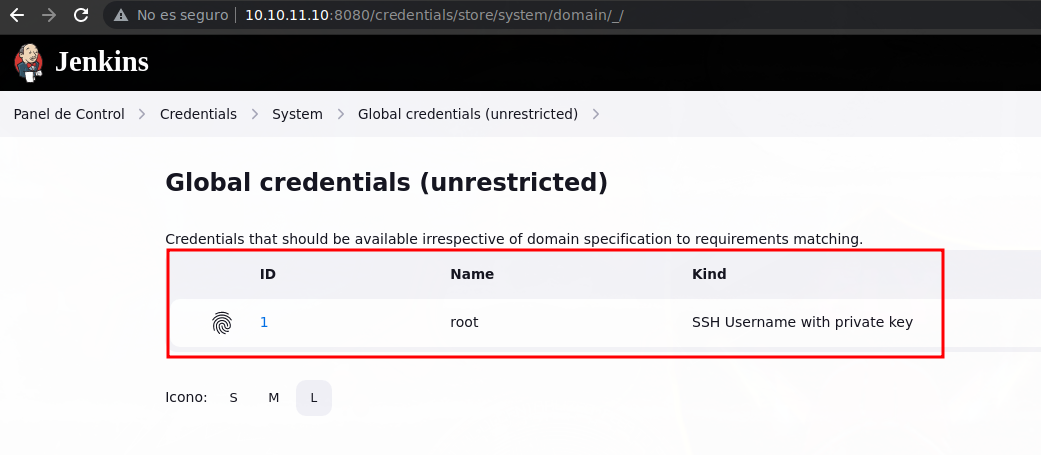 No es seguro 10.10.11.10:8080/credentials/store/system/domain/_/
Jenkins
Panel de Control Credentials System Global credentials (unrestricted)
Global credentials (unrestricted)
Credentials that should be available irrespective of domain specification to requirements matching.
ID Name Kind
1 root SSH Username with private key
Icono: S M L